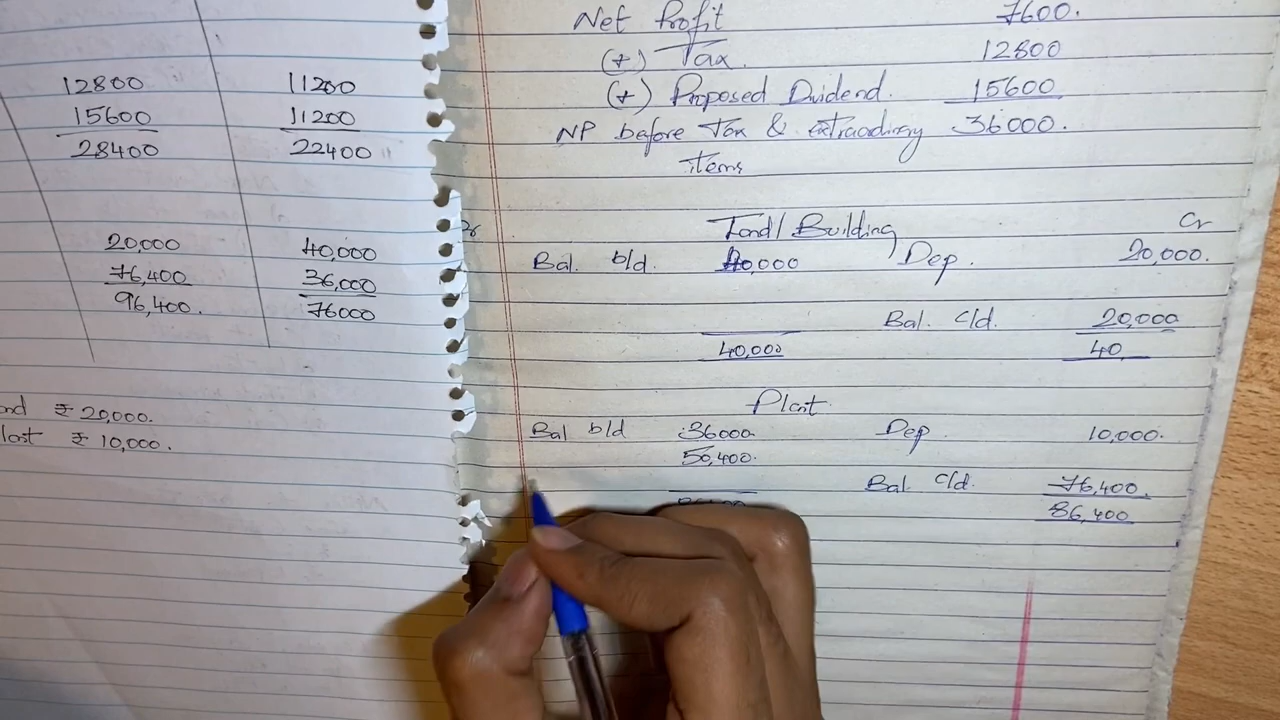 12800 11200
15600 11200
28400 22400
20,000 40,000
76,400 36,000
96,400. 76000
nd ₹ 20,000.
₹ 10,000.
Net Profit 7600.
(+) Tax. 12800
(+) Proposed Dividend. 15600
NP before Tax & 36000.
items
Land/Building Cr
Bal. b/d. 40,000 Dep. 20,000.
Bal. c/d. 20,000
40,000 40
Plant.
Bal b/d 36000 Dep 10,000.
50,400.
Bal c/d. 76,400.
86,400